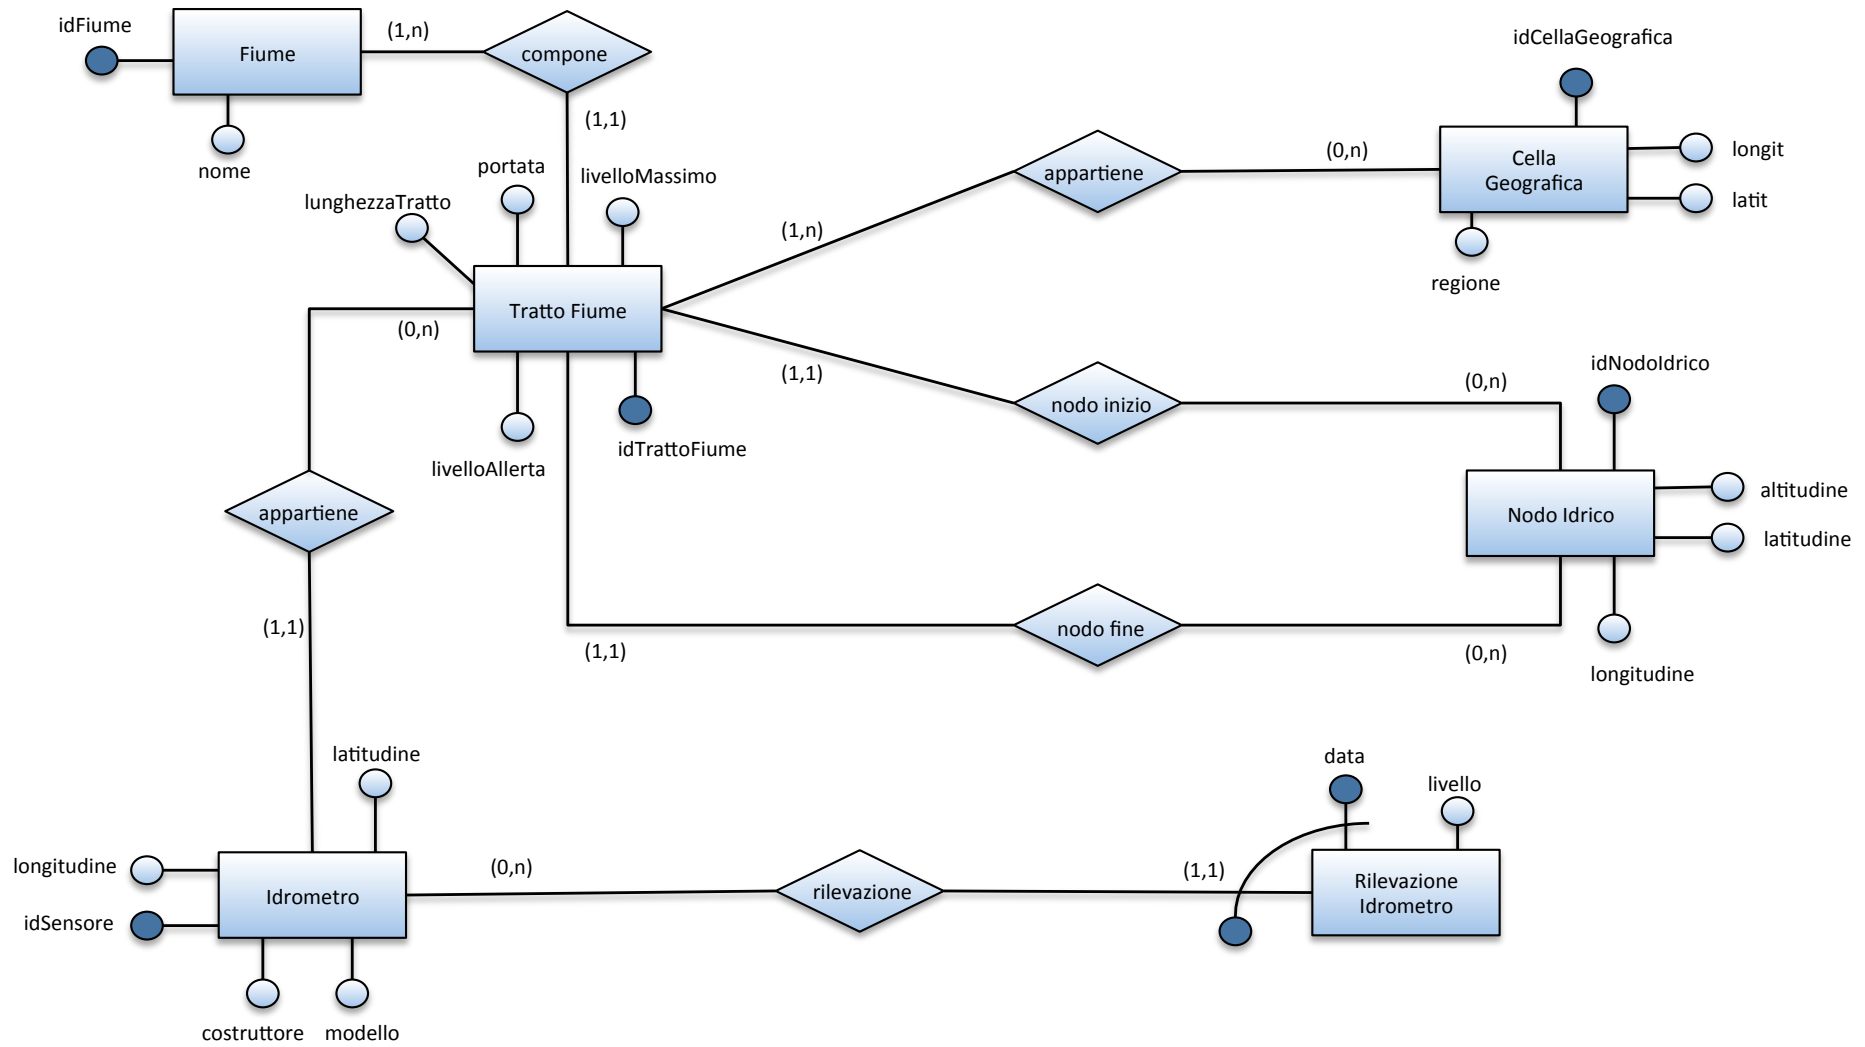 idFiume
Fiume
(1,n)
compone
idCellaGeografica
(1,1)
nome
portata
livelloMassimo
lunghezzaTratto
appartiene
(0,n)
Cella
Geografica
longit
latit
(1,n)
regione
Tratto Fiume
(0,n)
(1,1)
nodo inizio
(0,n)
idNodoIdrico
livelloAllerta
idTrattoFiume
appartiene
altitudine
Nodo Idrico
latitudine
(1,1)
(1,1)
nodo fine
(0,n)
longitudine
latitudine
data
livello
longitudine
idSensore
Idrometro
(0,n)
rilevazione
(1,1)
Rilevazione
Idrometro
costruttore
modello